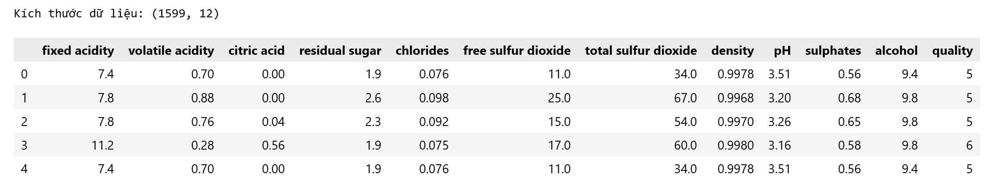 Kích thước dữ liệu: (1599, 12)
fixed acidity volatile acidity citric acid residual sugar chlorides free sulfur dioxide total sulfur dioxide density pH sulphates alcohol quality
0 7.4 0.70 0.00 1.9 0.076 11.0 34.0 0.9978 3.51 0.56 9.4 5
1 7.8 0.88 0.00 2.6 0.098 25.0 67.0 0.9968 3.20 0.68 9.8 5
2 7.8 0.76 0.04 2.3 0.092 15.0 54.0 0.9970 3.26 0.65 9.8 5
3 11.2 0.28 0.56 1.9 0.075 17.0 60.0 0.9980 3.16 0.58 9.8 6
4 7.4 0.70 0.00 1.9 0.076 11.0 34.0 0.9978 3.51 0.56 9.4 5